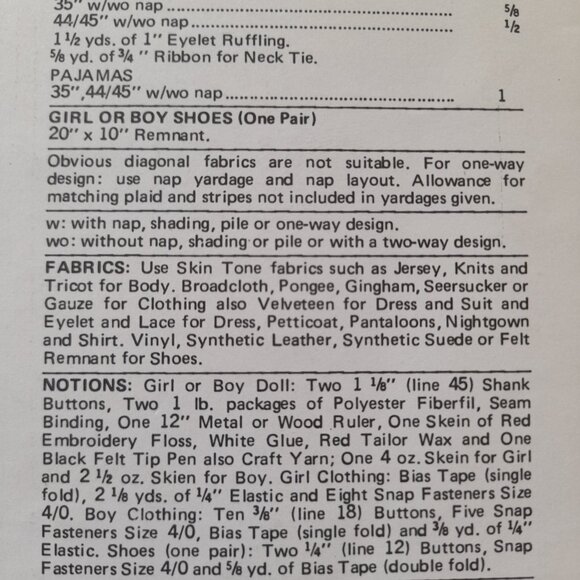 35" w/wo nap 5/8
44/45" w/wo nap........................................................ 1/2
1 1/2 yds. of 1" Eyelet Ruffling.
5/8 yd. of 3/4 " Ribbon for Neck Tie.
PAJAMAS
35",44/45" w/wo nap................................................ 1
GIRL OR BOY SHOES (One Pair)
20" x 10" Remnant.
Obvious diagonal fabrics are not suitable. For one-way
design: use nap yardage and nap layout. Allowance for
matching plaid and stripes not included in yardages given.
w: with nap, shading, pile or one-way design.
wo: without nap, shading or pile or with a two-way design.
FABRICS: Use Skin Tone fabrics such as Jersey, Knits and
Tricot for Body. Broadcloth, Pongee, Gingham, Seersucker or
Gauze for Clothing also Velveteen for Dress and Suit and
Eyelet and Lace for Dress, Petticoat, Pantaloons, Nightgown
and Shirt. Vinyl, Synthetic Leather, Synthetic Suede or Felt
Remnant for Shoes.
NOTIONS: Girl or Boy Doll: Two 1 1/8" (line 45) Shank
Buttons, Two 1 lb. packages of Polyester Fiberfil, Seam
Binding, One 12" Metal or Wood Ruler, One Skein of Red
Embroidery Floss, White Glue, Red Tailor Wax and One
Black Felt Tip Pen also Craft Yarn; One 4 oz. Skein for Girl
and 2 1/2 oz. Skien for Boy. Girl Clothing: Bias Tape (single
fold), 2 1/8 yds. of 1/4" Elastic and Eight Snap Fasteners Size
4/0. Boy Clothing: Ten 3/8" (line 18) Buttons, Five Snap
Fasteners Size 4/0, Bias Tape (single fold) and 3/8 yd. of 1/4"
Elastic. Shoes (one pair): Two 1/4" (line 12) Buttons, Snap
Fasteners Size 4/0 and 5/8 yd. of Bias Tape (double fold).